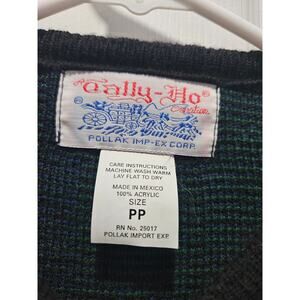 Tally-Ho
Creations
®
POLLAK IMP-EX CORP.
CARE INSTRUCTIONS
MACHINE WASH WARM
LAY FLAT TO DRY
MADE IN MEXICO
100% ACRYLIC
SIZE
PP
RN No. 25017
POLLAK IMPORT EXP.